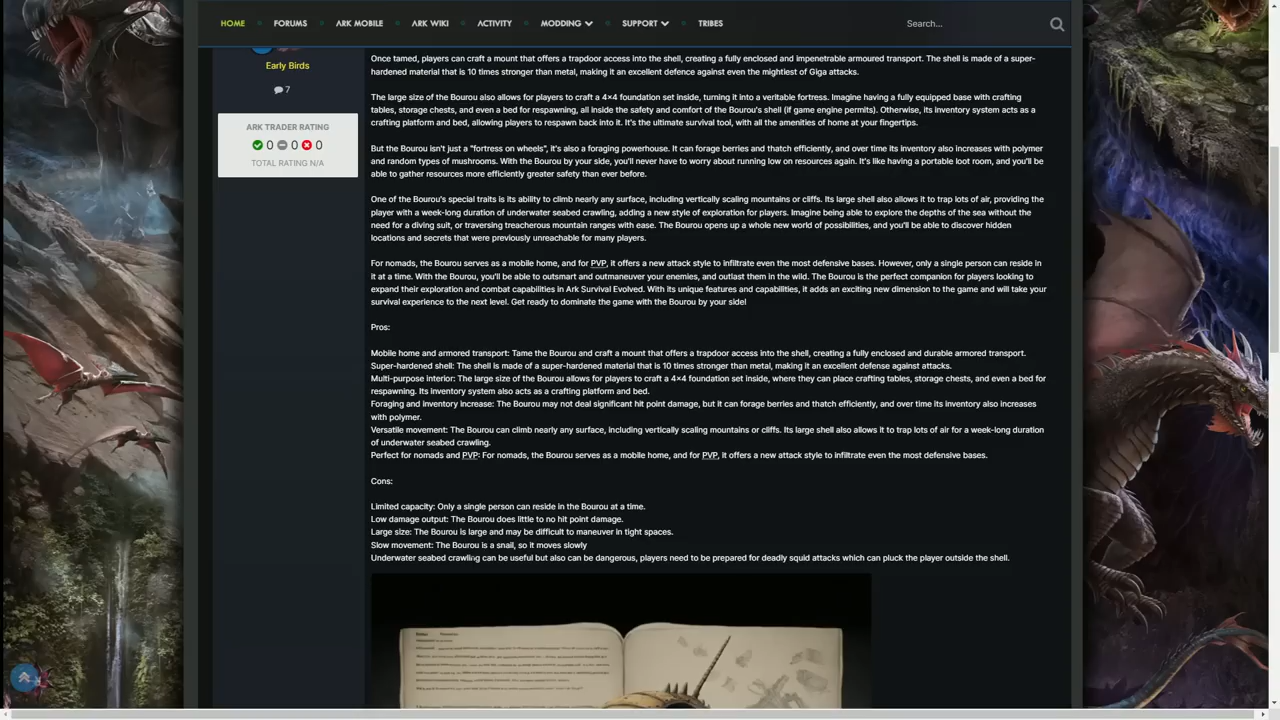 HOME FORUMS ARK MOBILE ARK WIKI ACTIVITY MODDING SUPPORT TRIBES Search...
Early Birds
7
ARK TRADER RATING
0 0 0
TOTAL RATING N/A
Once tamed, players can craft a mount that offers a trapdoor access into the shell, creating a fully enclosed and impenetrable armoured transport. The shell is made of a super-
hardened material that is 10 times stronger than metal, making it an excellent defence against even the mightiest of Giga attacks.
The large size of the Bourou also allows for players to craft a 4×4 foundation set inside, turning it into a veritable fortress. Imagine having a fully equipped base with crafting
tables, storage chests, and even a bed for respawning, all inside the safety and comfort of the Bourou's shell (if game engine permits). Otherwise, its inventory system acts as a
crafting platform and bed, allowing players to respawn back into it. It's the ultimate survival tool, with all the amenities of home at your fingertips.
But the Bourou isn't just a "fortress on wheels", it's also a foraging powerhouse. It can forage berries and thatch efficiently, and over time its inventory also increases with polymer
and random types of mushrooms. With the Bourou by your side, you'll never have to worry about running low on resources again. It's like having a portable loot room, and you'll be
able to gather resources more efficiently greater safety than ever before.
One of the Bourou's special traits is its ability to climb nearly any surface, including vertically scaling mountains or cliffs. Its large shell also allows it to trap lots of air, providing the
player with a week-long duration of underwater seabed crawling, adding a new style of exploration for players. Imagine being able to explore the depths of the sea without the
need for a diving suit, or traversing treacherous mountain ranges with ease. The Bourou opens up a whole new world of possibilities, and you'll be able to discover hidden
locations and secrets that were previously unreachable for many players.
For nomads, the Bourou serves as a mobile home, and for PVP, it offers a new attack style to infiltrate even the most defensive bases. However, only a single person can reside in
it at a time. With the Bourou, you'll be able to outsmart and outmaneuver your enemies, and outlast them in the wild. The Bourou is the perfect companion for players looking to
expand their exploration and combat capabilities in Ark Survival Evolved. With its unique features and capabilities, it adds an exciting new dimension to the game and will take your
survival experience to the next level. Get ready to dominate the game with the Bourou by your side!
Pros:
Mobile home and armored transport: Tame the Bourou and craft a mount that offers a trapdoor access into the shell, creating a fully enclosed and durable armored transport.
Super-hardened shell: The shell is made of a super-hardened material that is 10 times stronger than metal, making it an excellent defense against even the mightiest of Giga attacks.
Multi-purpose interior: The large size of the Bourou allows for players to craft a 4×4 foundation set inside, where they can place crafting tables, storage chests, and even a bed for
respawning. Its inventory system also acts as a crafting platform and bed.
Foraging and inventory increase: The Bourou may not deal significant hit point damage, but it can forage berries and thatch efficiently, and over time its inventory also increases
with polymer.
Versatile movement: The Bourou can climb nearly any surface, including vertically scaling mountains or cliffs. Its large shell also allows it to trap lots of air for a week-long duration
of underwater seabed crawling.
Perfect for nomads and PVP: For nomads, the Bourou serves as a mobile home, and for PVP, it offers a new attack style to infiltrate even the most defensive bases.
Cons:
Limited capacity: Only a single person can reside in the Bourou at a time.
Low damage output: The Bourou does little to no hit point damage.
Large size: The Bourou is large and may be difficult to maneuver in tight spaces.
Slow movement: The Bourou is a snail, so it moves slowly
Underwater seabed crawling can be useful but also can be dangerous, players need to be prepared for deadly squid attacks which can pluck the player outside the shell.